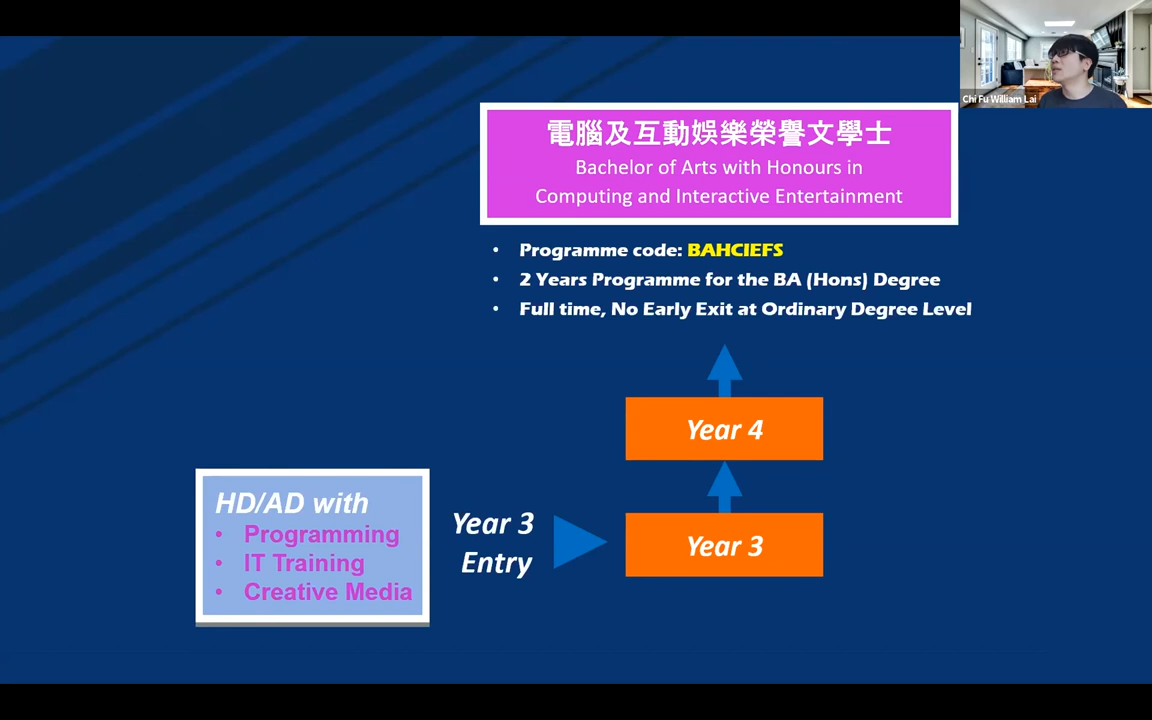 Chi Fu William Lai
電腦及互動娛樂榮譽文學士
Bachelor of Arts with Honours in
Computing and Interactive Entertainment
• Programme code: BAHCIEFS
• 2 Years Programme for the BA (Hons) Degree
• Full time, No Early Exit at Ordinary Degree Level
Year 4
HD/AD with
• Programming
• IT Training
• Creative Media
Year 3
Entry
Year 3